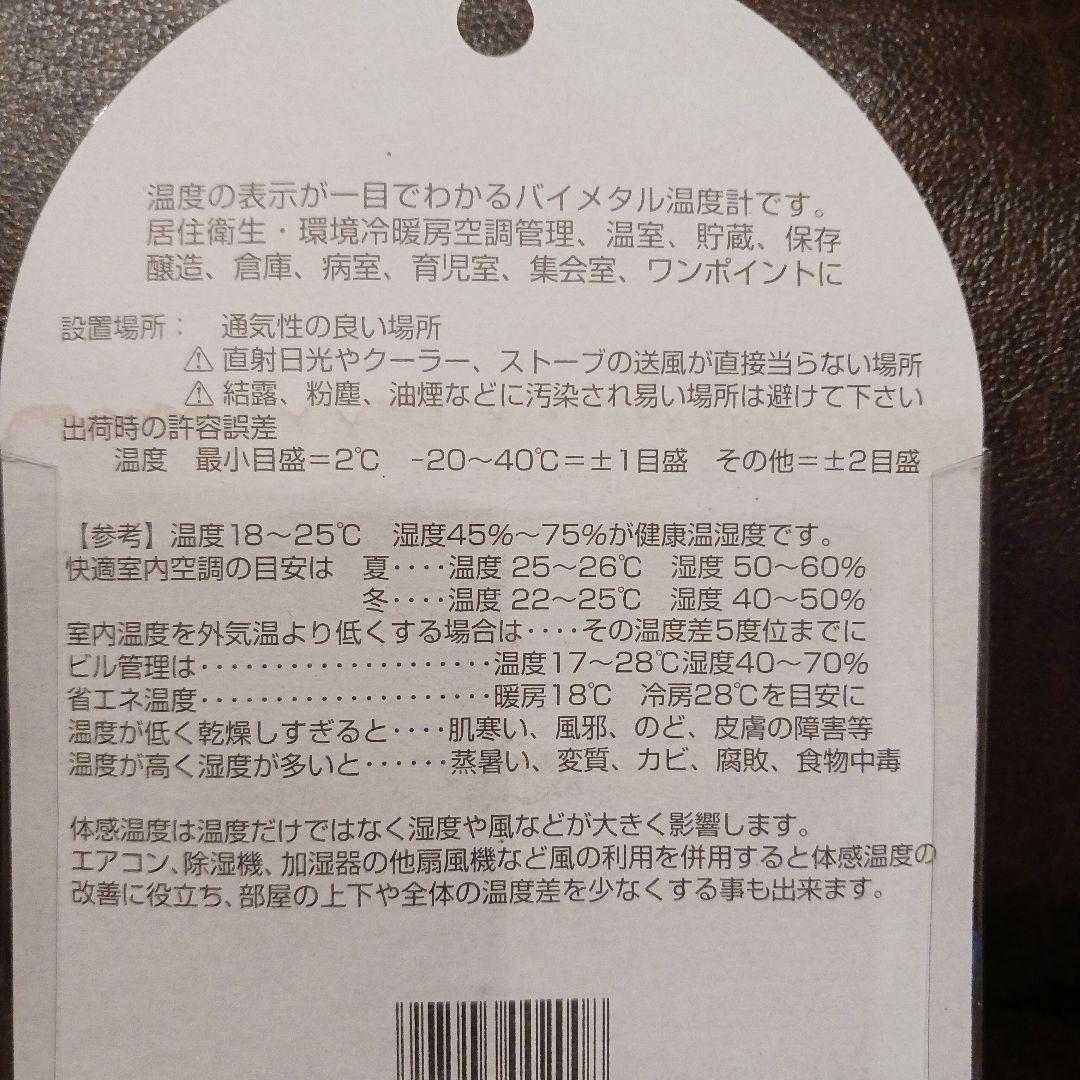 温度の表示が一目でわかるバイメタル温度計です。
居住衛生・環境冷暖房空調管理、温室、貯蔵、保存
醸造、倉庫、病室、育児室、集会室、ワンポイントに
設置場所： 通気性の良い場所
⚠ 直射日光やクーラー、ストーブの送風が直接当らない場所
⚠ 結露、粉塵、油煙などに汚染され易い場所は避けて下さい
出荷時の許容誤差
温度 最小目盛＝2℃ -20〜40℃＝±1目盛 その他＝±2目盛
【参考】温度18〜25℃ 湿度45%〜75%が健康温湿度です。
快適室内空調の目安は 夏‥‥温度 25〜26℃ 湿度 50〜60%
冬‥‥温度 22〜25℃ 湿度 40〜50%
室内温度を外気温より低くする場合は‥‥その温度差5度位までに
ビル管理は‥‥‥‥‥‥‥‥‥‥温度17〜28℃湿度40〜70%
省エネ温度‥‥‥‥‥‥‥‥‥‥暖房18℃ 冷房28℃を目安に
温度が低く乾燥しすぎると‥‥肌寒い、風邪、のど、皮膚の障害等
温度が高く湿度が多いと‥‥‥蒸暑い、変質、カビ、腐敗、食物中毒
体感温度は温度だけではなく湿度や風などが大きく影響します。
エアコン、除湿機、加湿器の他扇風機など風の利用を併用すると体感温度の
改善に役立ち、部屋の上下や全体の温度差を少なくする事も出来ます。